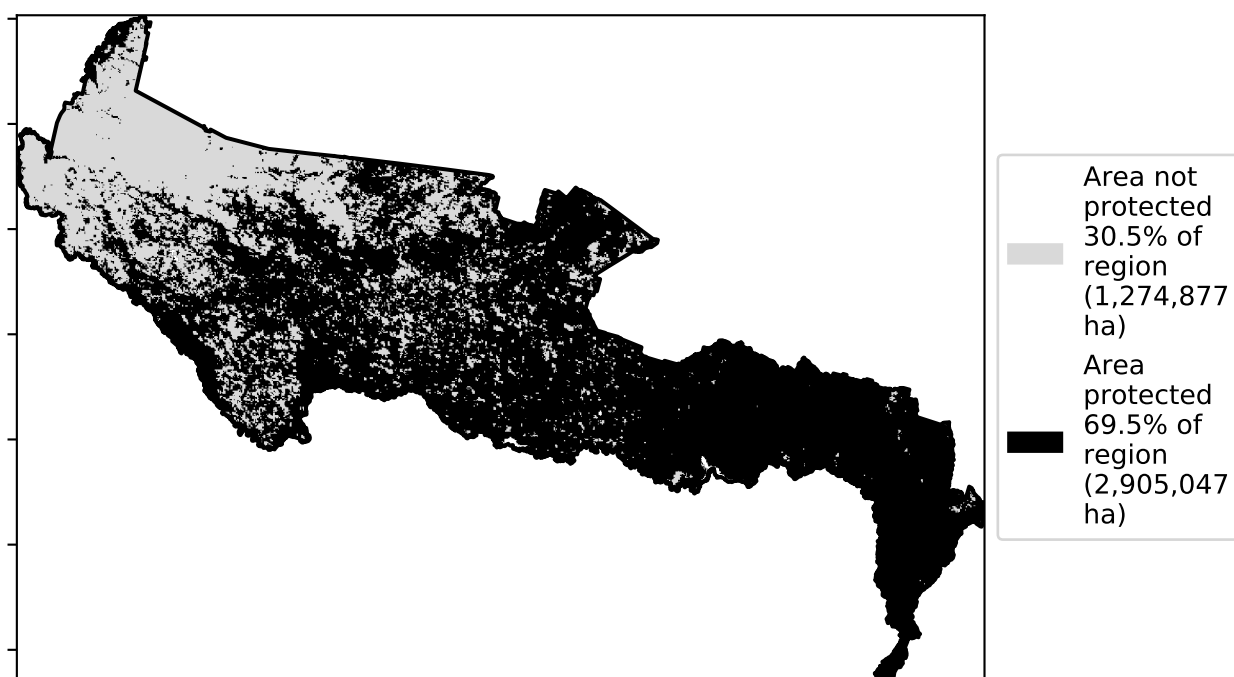 Area not
protected
30.5% of
region
(1,274,877
ha)
Area
protected
69.5% of
region
(2,905,047
ha)